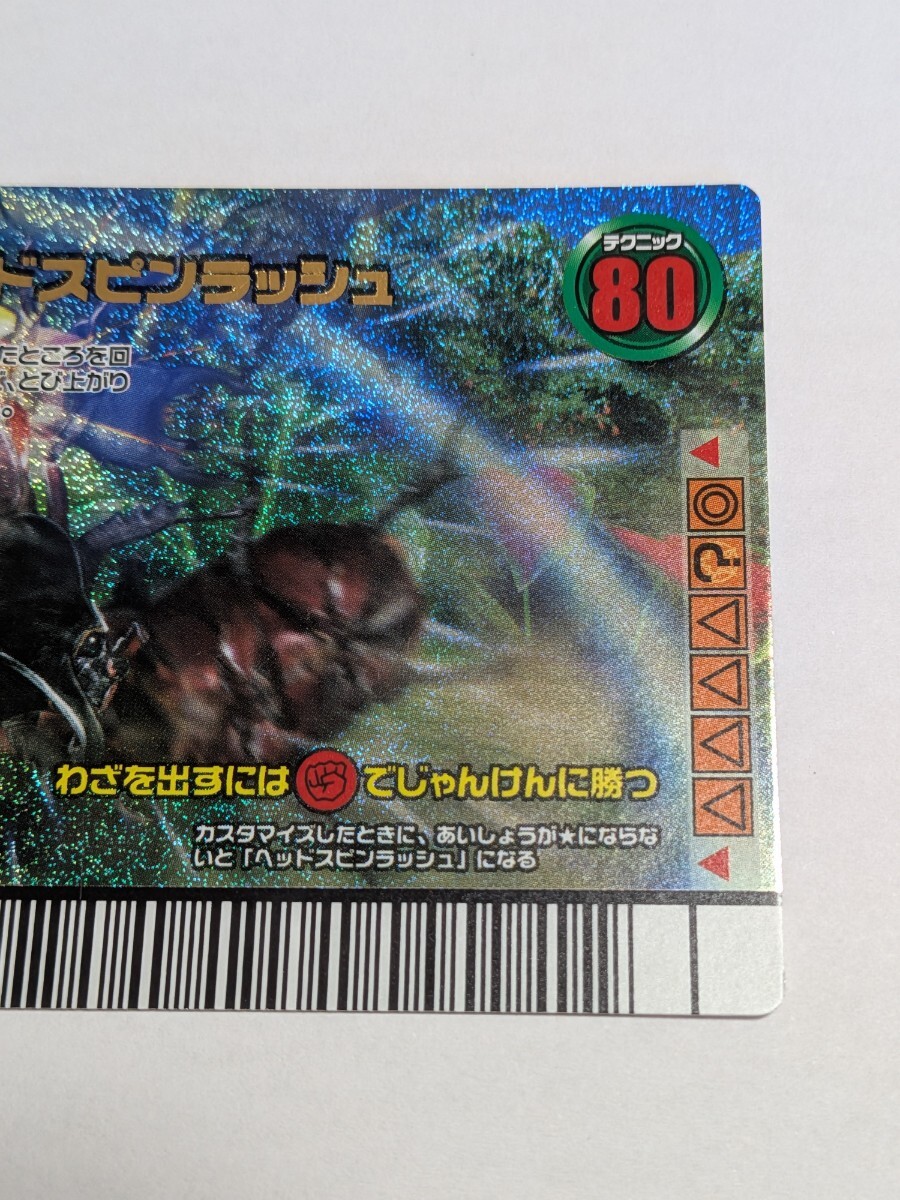 テクニック
80
ドスピンラッシュ
たところを回
、とび上がり
。
?
わざを出すには でじゃんけんに勝つ
カスタマイズしたときに、あいしょうが★にならな
いと「ヘッドスピンラッシュ」になる